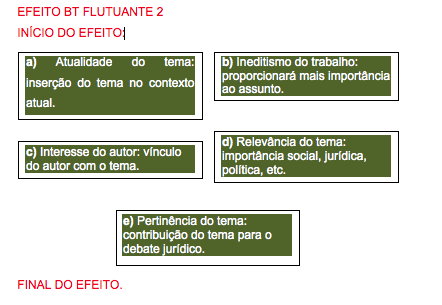 EFEITO BT FLUTUANTE 2
INÍCIO DO EFEITO:
a) Atualidade do tema:
inserção do tema no contexto
atual.
b) Ineditismo do trabalho:
proporcionará mais importância
ao assunto.
c) Interesse do autor: vínculo
do autor com o tema.
d) Relevância do tema:
importância social, jurídica,
política, etc.
e) Pertinência do tema:
contribuição do tema para o
debate jurídico.
FINAL DO EFEITO.